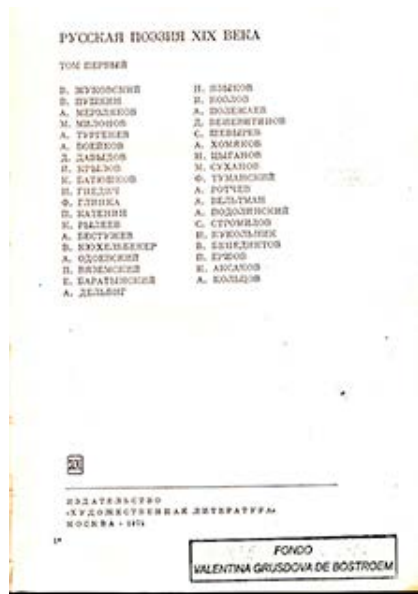 РУССКАЯ ПОЭЗИЯ XIX ВЕКА
ТОМ ПЕРВЫЙ
В. ЖУКОВСКИЙ
В. ПУШКИН
А. МЕРЗЛЯКОВ
М. МИЛОНОВ
А. ТУРГЕНЕВ
А. ВОЕЙКОВ
Д. ДАВЫДОВ
И. КРЫЛОВ
К. БАТЮШКОВ
Н. ГНЕДИЧ
Ф. ГЛИНКА
П. КАТЕНИН
К. РЫЛЕЕВ
А. БЕСТУЖЕВ
В. КЮХЕЛЬБЕКЕР
А. ОДОЕВСКИЙ
П. ВЯЗЕМСКИЙ
Е. БАРАТЫНСКИЙ
А. ДЕЛЬВИГ
Н. ЯЗЫКОВ
И. КОЗЛОВ
А. ПОЛЕЖАЕВ
Д. ВЕНЕВИТИНОВ
С. ШЕВЫРЕВ
А. ХОМЯКОВ
Н. ЦЫГАНОВ
М. СУХАНОВ
Ф. ТУМАНСКИЙ
А. РОТЧЕВ
А. ВЕЛЬТМАН
А. ПОДОЛИНСКИЙ
С. СТРОМИЛОВ
Н. КУКОЛЬНИК
В. БЕНЕДИКТОВ
П. ЕРШОВ
К. АКСАКОВ
А. КОЛЬЦОВ
ИЗДАТЕЛЬСТВО
«ХУДОЖЕСТВЕННАЯ ЛИТЕРАТУРА»
МОСКВА ·
1*
FONDO
VALENTINA GRUSDOVA DE BOSTROEM